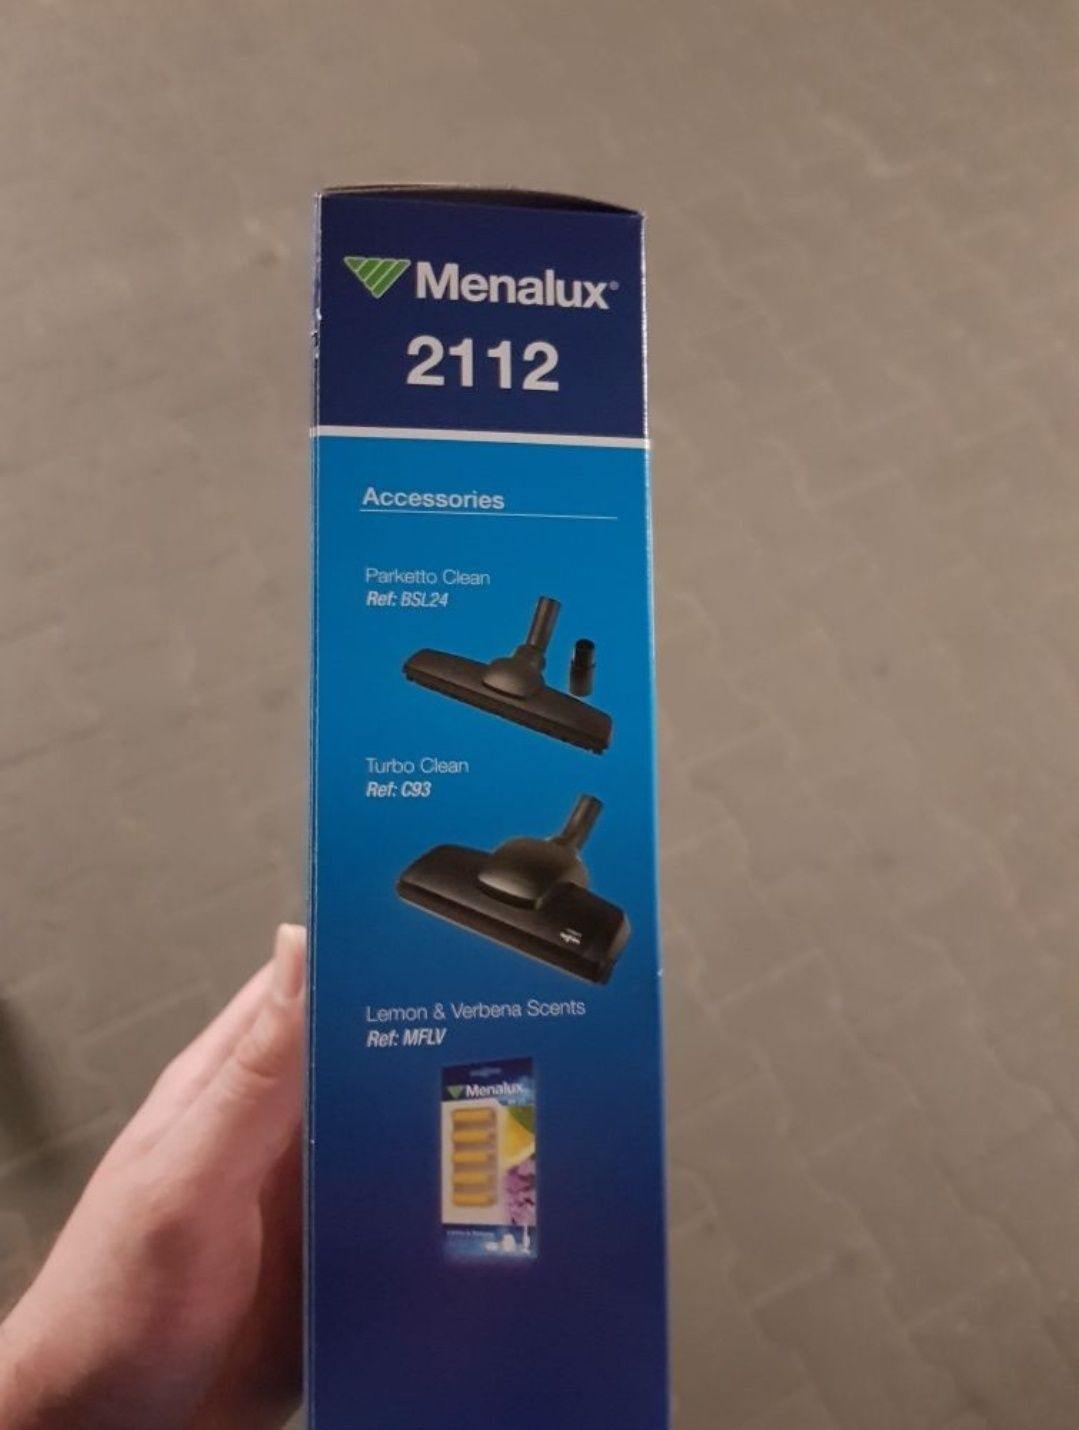 Menalux®
2112
Accessories
Parketto Clean
Ref: BSL24
Turbo Clean
Ref: C93
Lemon & Verbena Scents
Ref: MFLV
Menalux